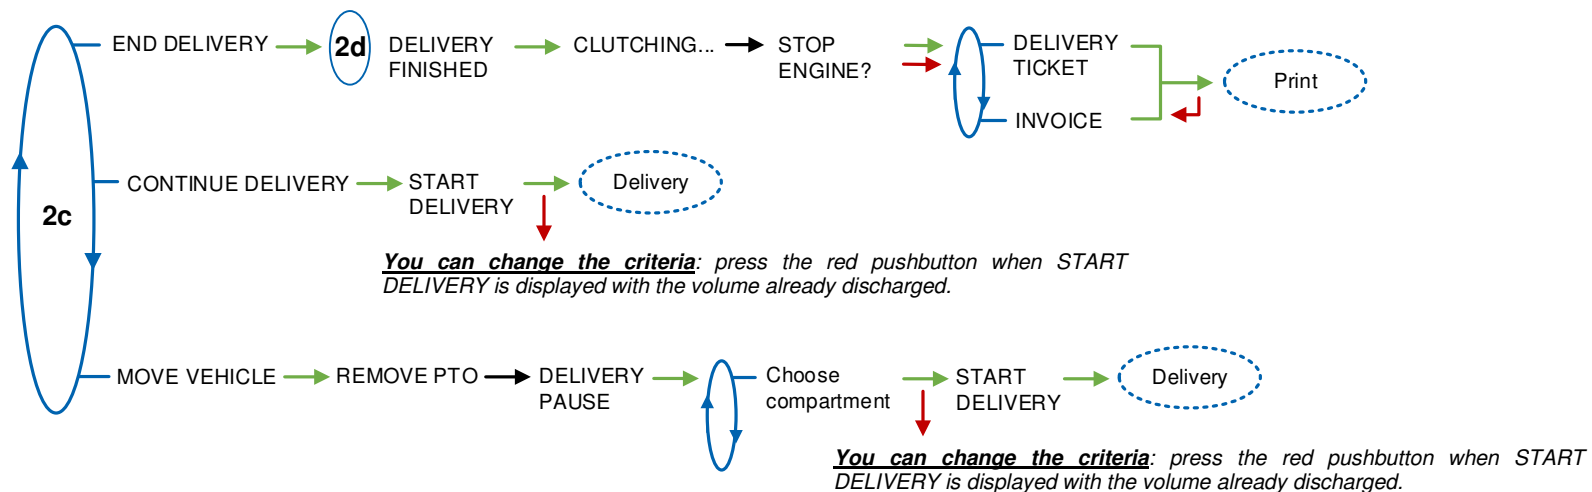 END DELIVERY
2d
DELIVERY
FINISHED
CLUTCHING...
STOP
ENGINE?
DELIVERY
TICKET
INVOICE
Print
2c
CONTINUE DELIVERY
START
DELIVERY
Delivery
You can change the criteria: press the red pushbutton when START
DELIVERY is displayed with the volume already discharged.
MOVE VEHICLE
REMOVE PTO
DELIVERY
PAUSE
Choose
compartment
START
DELIVERY
Delivery
You can change the criteria: press the red pushbutton when START
DELIVERY is displayed with the volume already discharged.